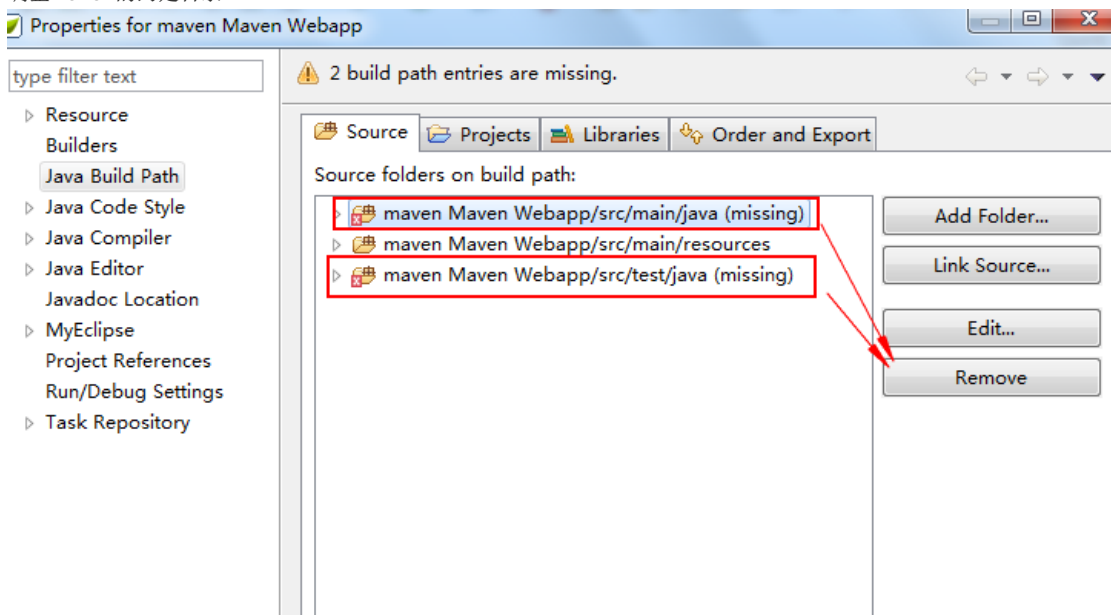 Properties for maven Maven Webapp
type filter text
2 build path entries are missing.
Resource
Builders
Java Build Path
Java Code Style
Java Compiler
Java Editor
Javadoc Location
MyEclipse
Project References
Run/Debug Settings
Task Repository
Source
Projects
Libraries
Order and Export
Source folders on build path:
maven Maven Webapp/src/main/java (missing)
maven Maven Webapp/src/main/resources
maven Maven Webapp/src/test/java (missing)
Add Folder...
Link Source...
Edit...
Remove